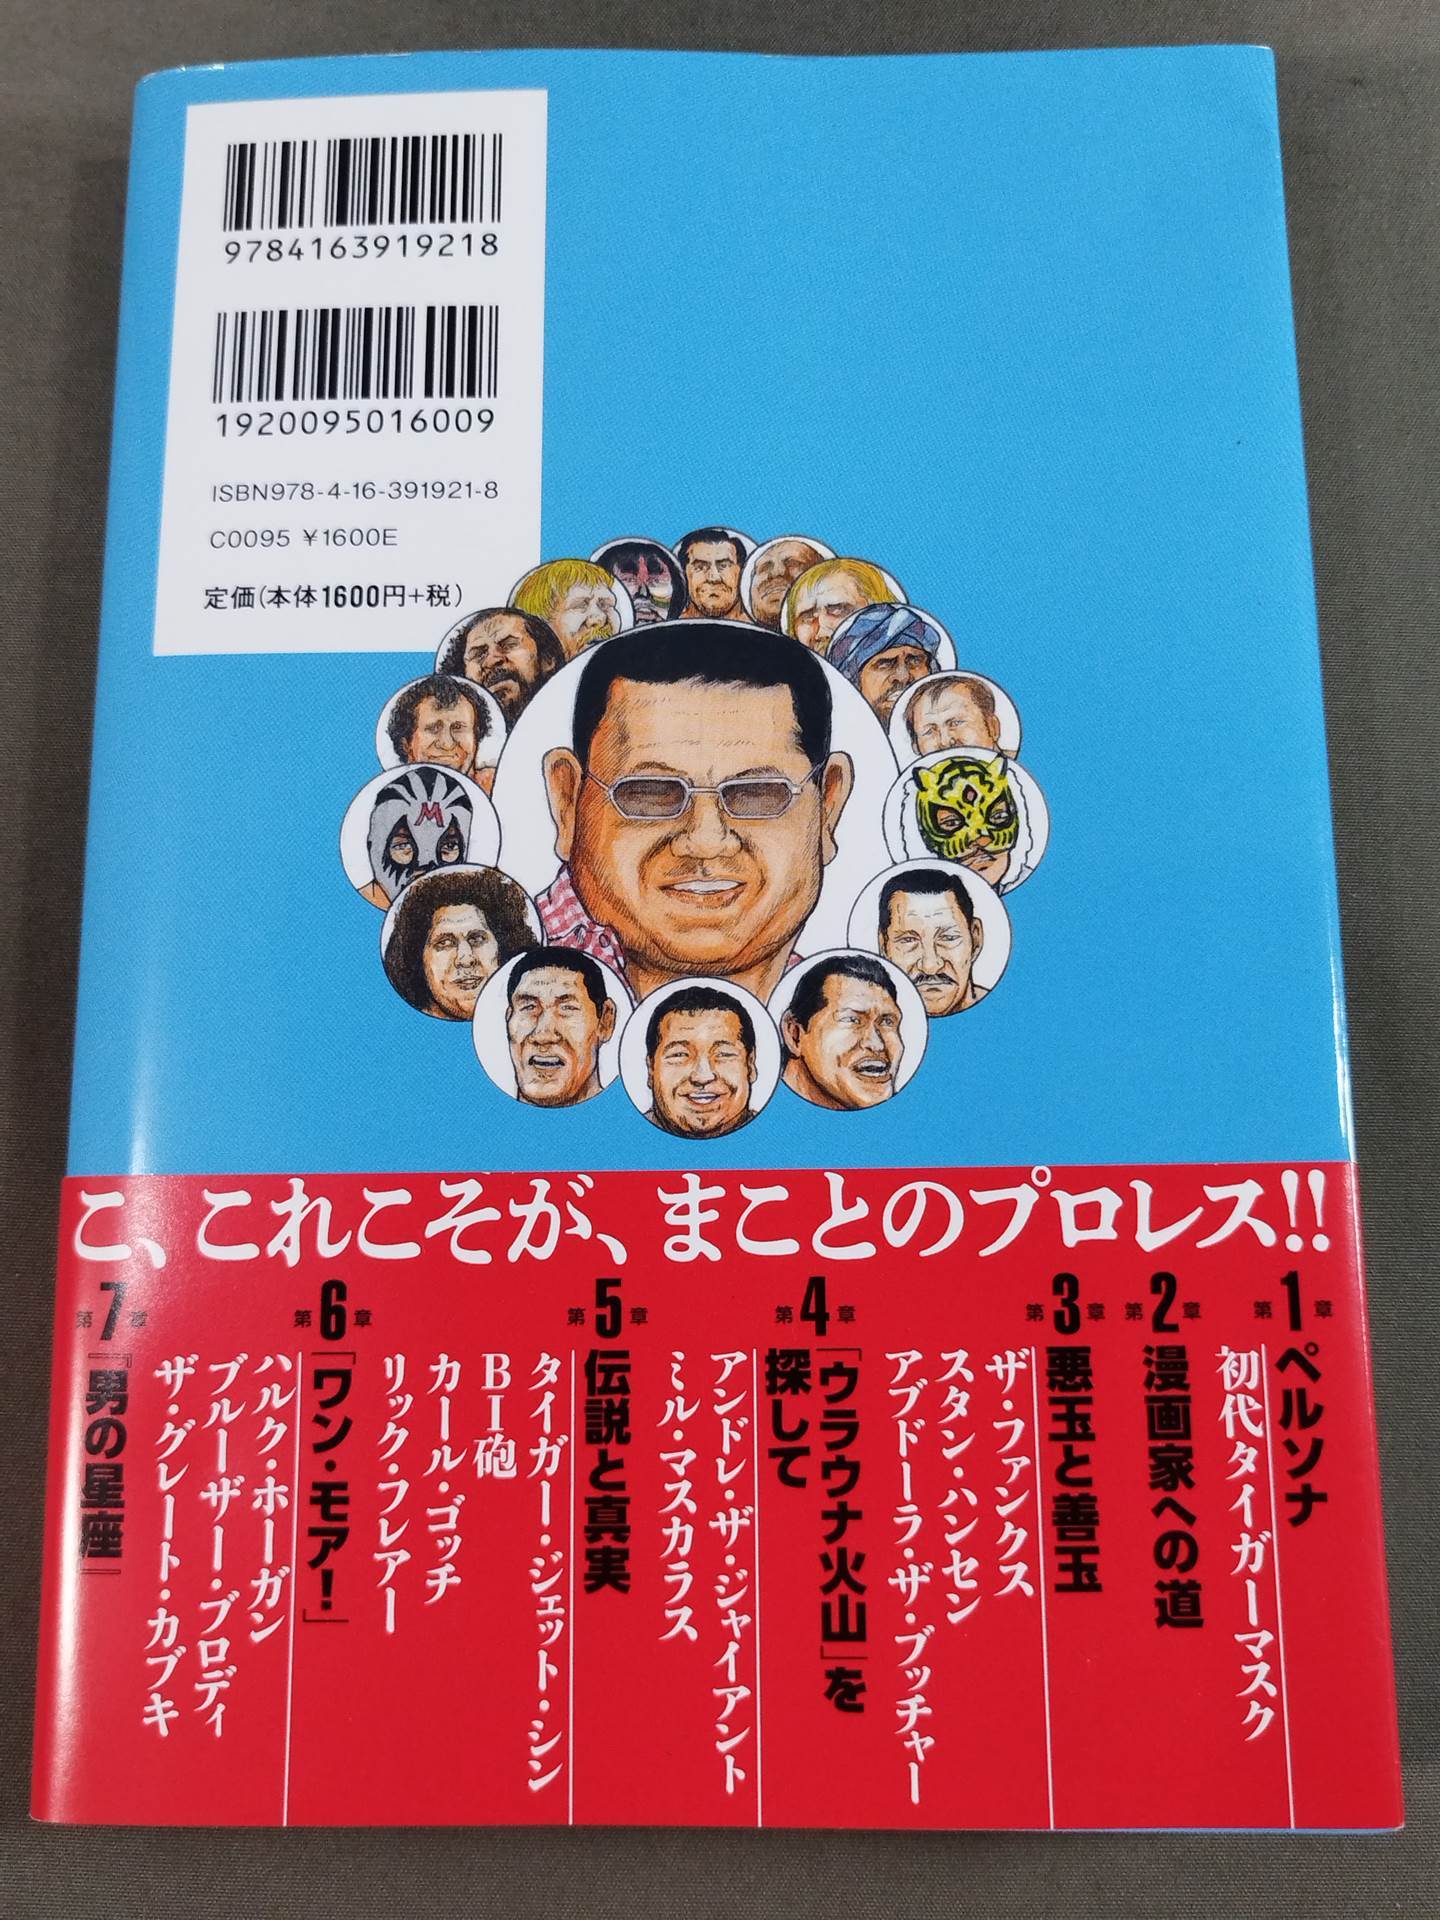 9784163919218
1920095016009
ISBN978-4-16-391921-8
C0095 ¥1600E
定価(本体1600円+税)
M
こ、これこそが、まことのプロレス!!
第1章
ペルソナ
初代タイガーマスク
第2章
漫画家への道
第3章
悪玉と善玉
ザ・ファンクス
スタン・ハンセン
アブドーラ・ザ・ブッチャー
第4章
「ウラウナ火山」を
探して
アンドレ・ザ・ジャイアント
ミル・マスカラス
第5章
伝説と真実
タイガー・ジェット・シン
BI砲
カール・ゴッチ
リック・フレアー
第6章
「ワン・モア!」
ハルク・ホーガン
ブルーザー・ブロディ
ザ・グレート・カブキ
第7章
『男の星座』